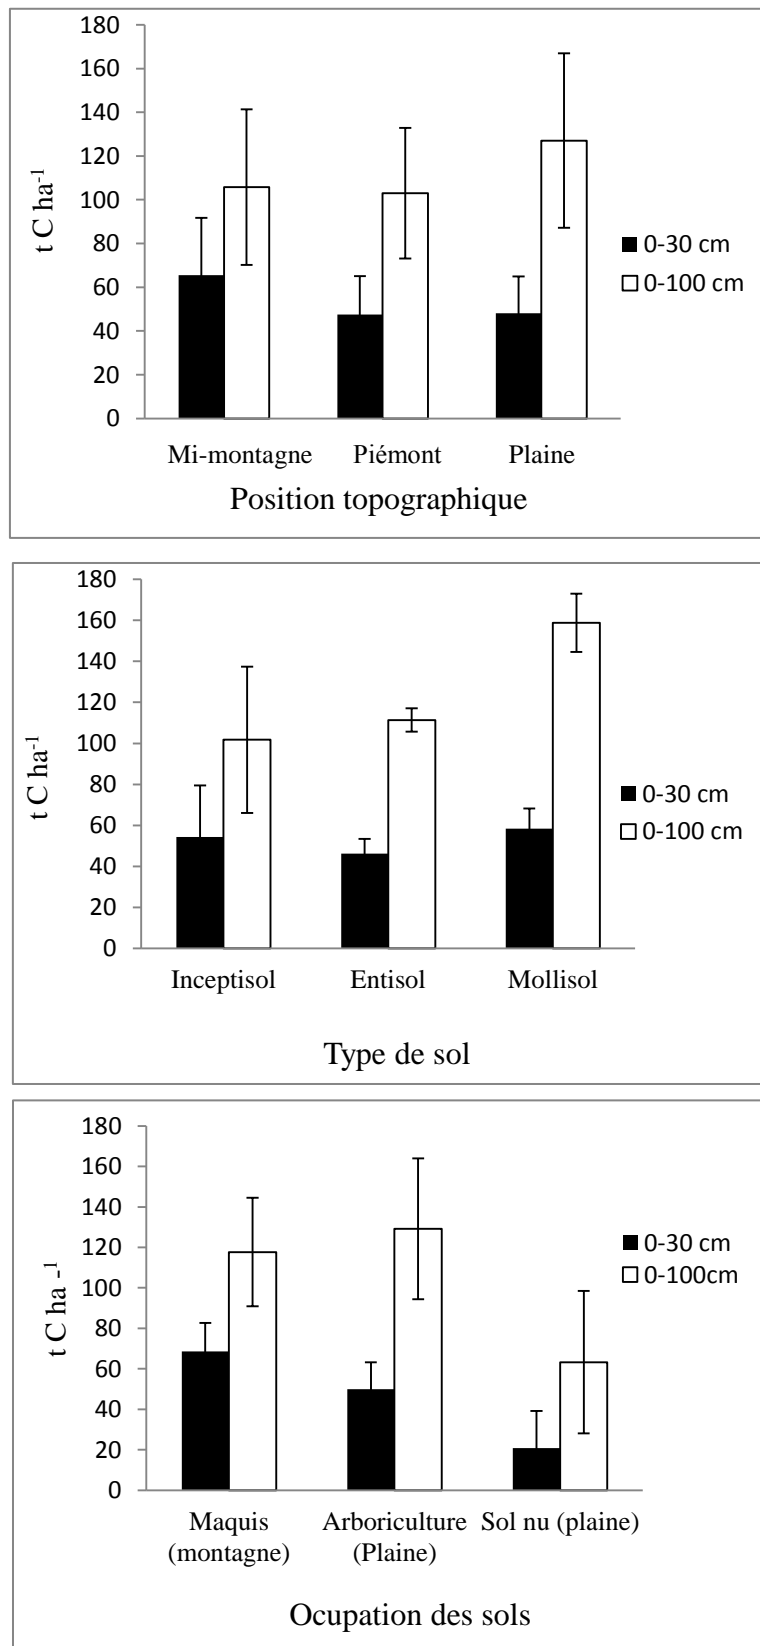 180
160
140
120
100
80
60
40
20
0
t C ha-1
0-30 cm
0-100 cm
Mi-montagne Piémont Plaine
Position topographique
180
160
140
120
100
80
60
40
20
0
t C ha-1
0-30 cm
0-100 cm
Inceptisol Entisol Mollisol
Type de sol
180
160
140
120
100
80
60
40
20
0
t C ha -1
0-30 cm
0-100cm
Maquis Arboriculture Sol nu (plaine)
(montagne) (Plaine)
Ocupation des sols